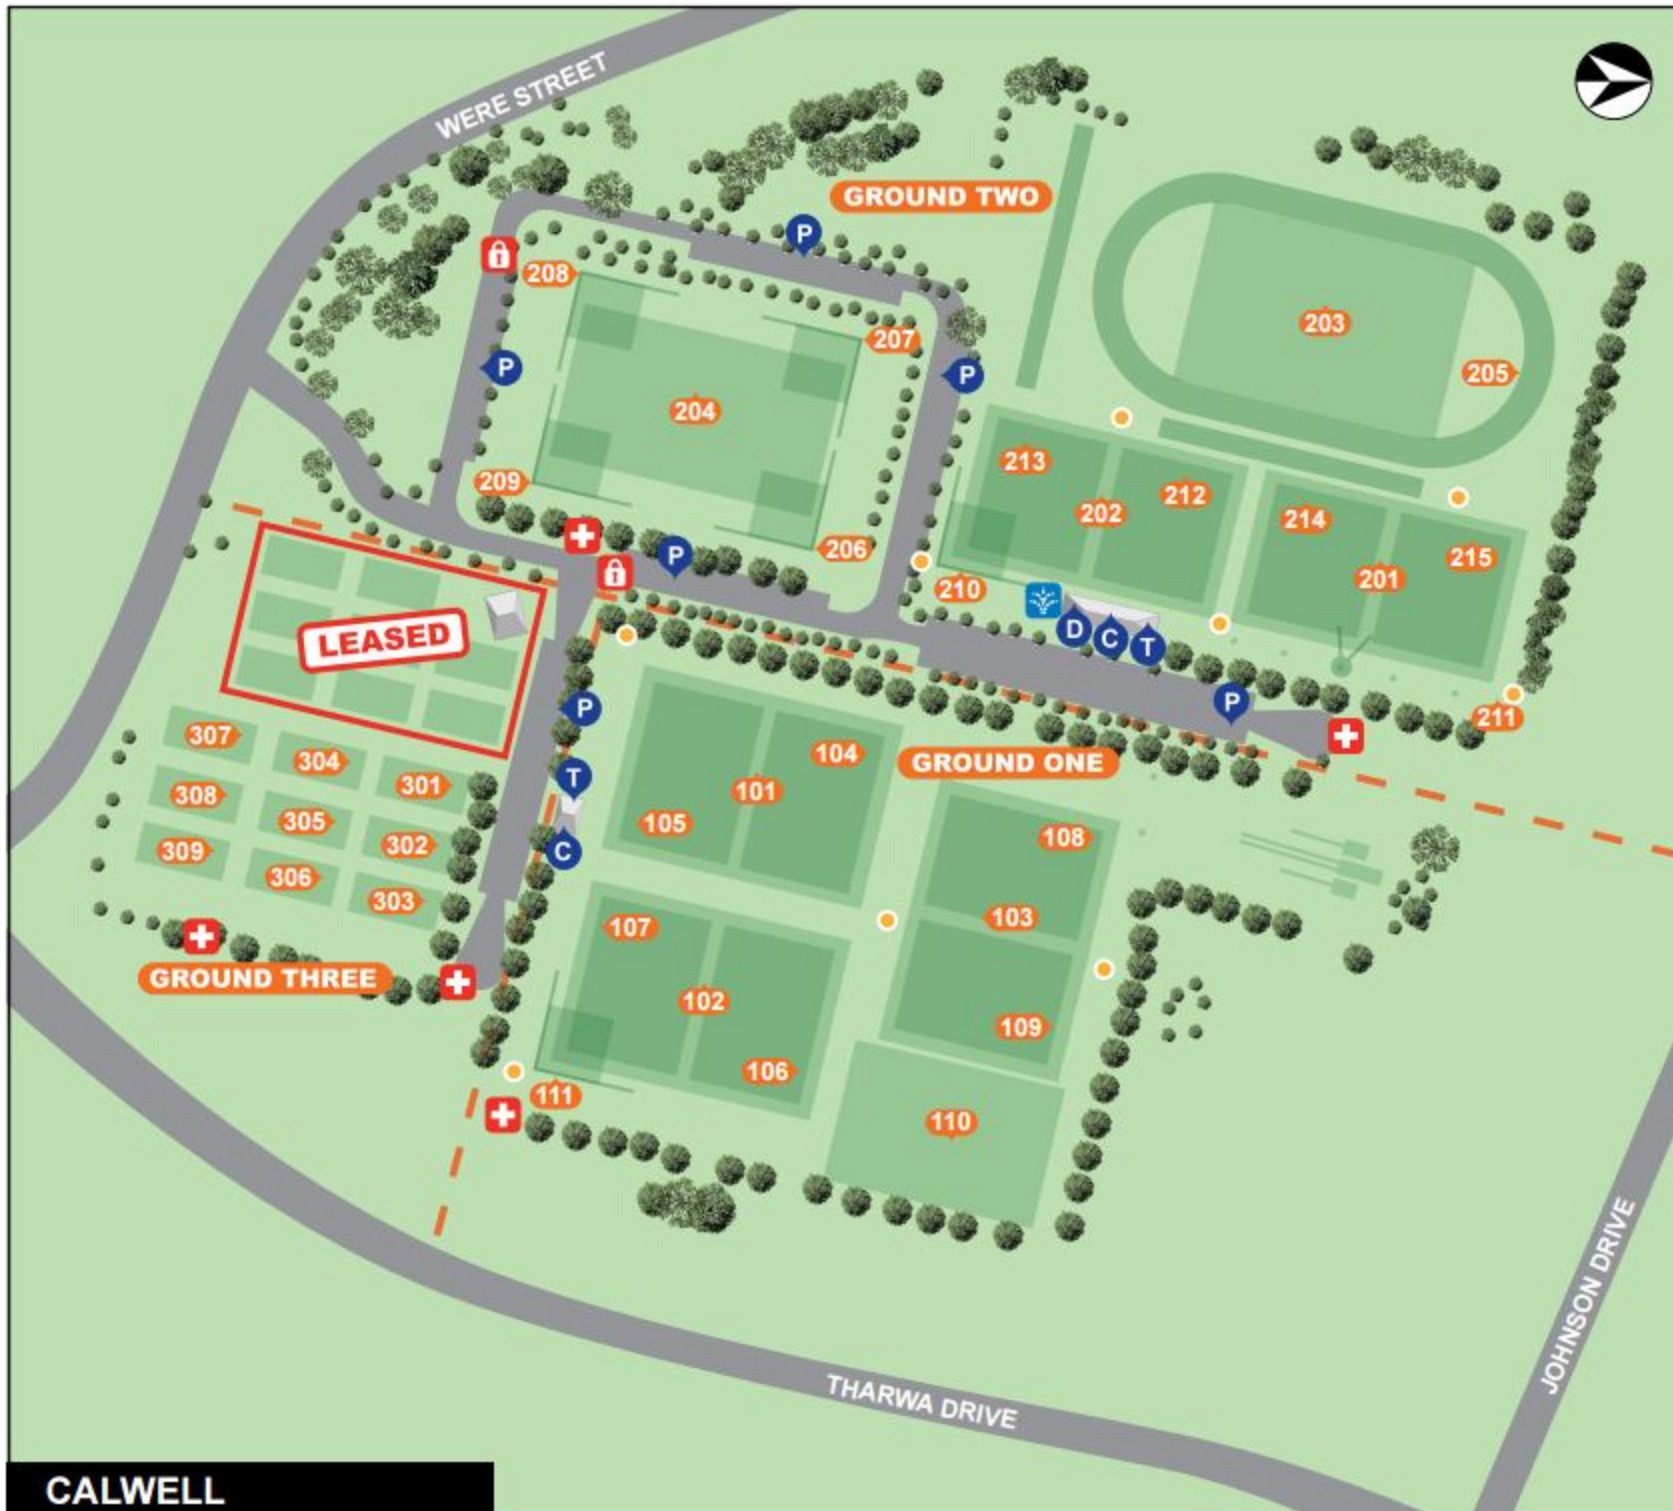 WERE STREET
GROUND TWO
P
208
207
P
203
P
205
204
213
212
209
202
214
215
206
P
210
201
LEASED
D
C
T
P
211
P
307
104
GROUND ONE
304
T
301
101
308
105
108
305
302
C
309
306
303
107
103
GROUND THREE
102
109
106
111
110
THARWA DRIVE
JOHNSON DRIVE
CALWELL